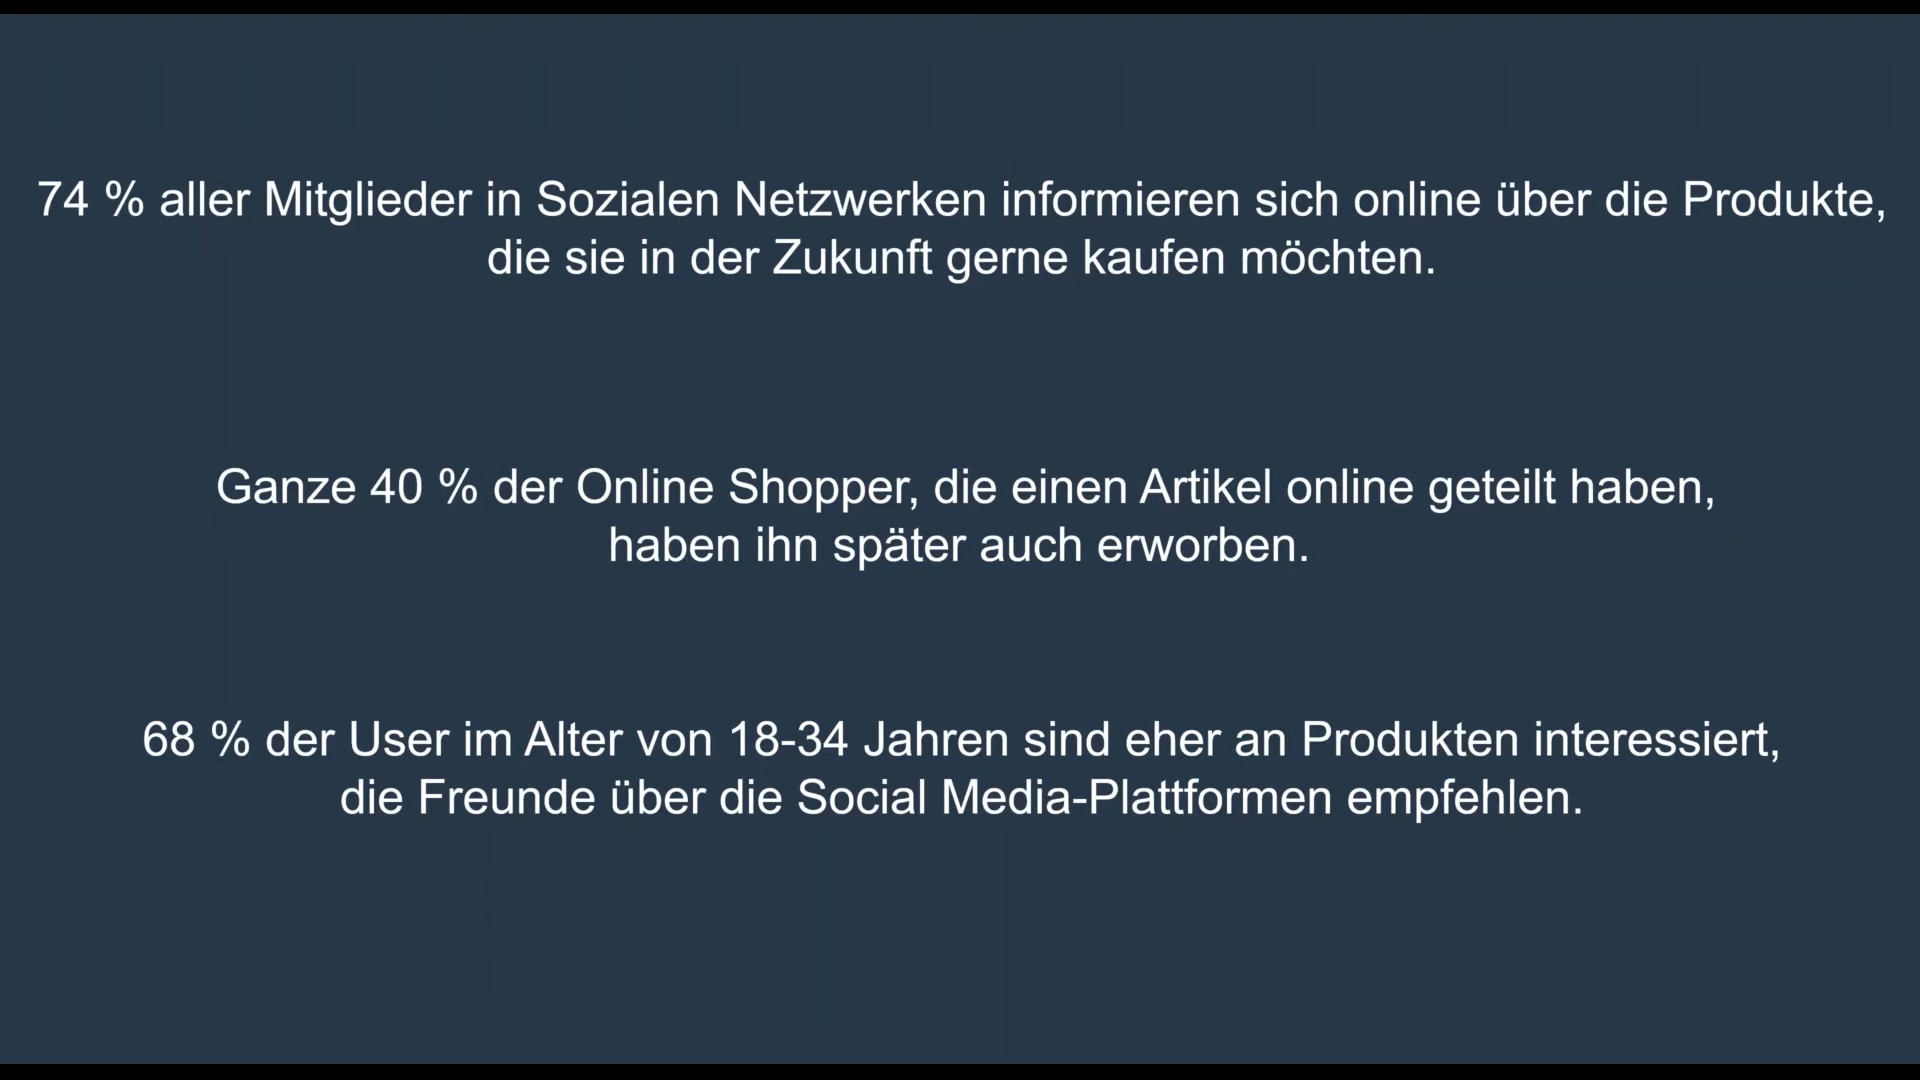 74 % aller Mitglieder in Sozialen Netzwerken informieren sich online über die Produkte,
die sie in der Zukunft gerne kaufen möchten.
Ganze 40 % der Online Shopper, die einen Artikel online geteilt haben,
haben ihn später auch erworben.
68 % der User im Alter von 18-34 Jahren sind eher an Produkten interessiert,
die Freunde über die Social Media-Plattformen empfehlen.